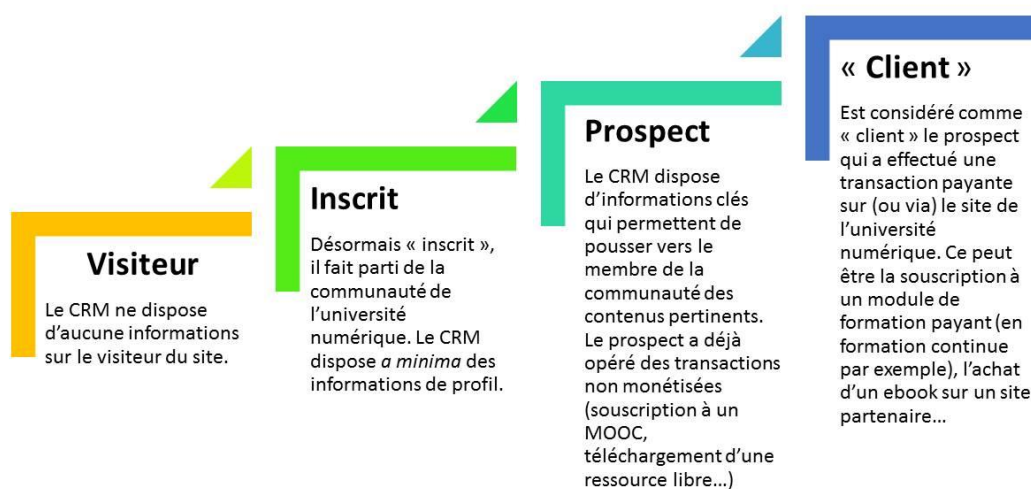 Visiteur
Le CRM ne dispose
d’aucune informations
sur le visiteur du site.
Inscrit
Désormais « inscrit »,
il fait parti de la
communauté de
l’université
numérique. Le CRM
dispose a minima des
informations de profil.
Prospect
Le CRM dispose
d’informations clés
qui permettent de
pousser vers le
membre de la
communauté des
contenus pertinents.
Le prospect a déjà
opéré des transactions
non monétisées
(souscription à un
MOOC,
téléchargement d’une
ressource libre…)
« Client »
Est considéré comme
« client » le prospect
qui a effectué une
transaction payante
sur (ou via) le site de
l’université
numérique. Ce peut
être la souscription à
un module de
formation payant (en
formation continue
par exemple), l’achat
d’un ebook sur un site
partenaire…